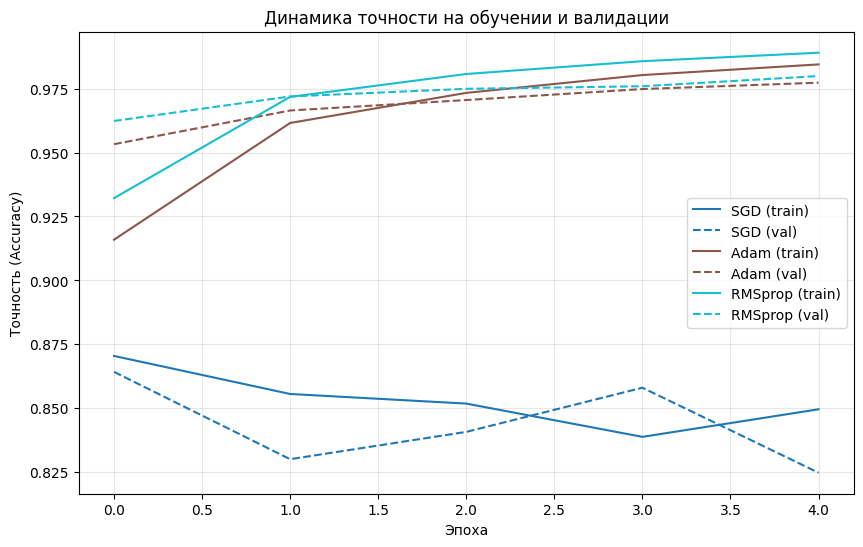 Динамика точности на обучении и валидации
Точность (Accuracy)
0.975
0.950
0.925
0.900
0.875
0.850
0.825
SGD (train)
SGD (val)
Adam (train)
Adam (val)
RMSprop (train)
RMSprop (val)
0.0 0.5 1.0 1.5 2.0 2.5 3.0 3.5 4.0
Эпоха